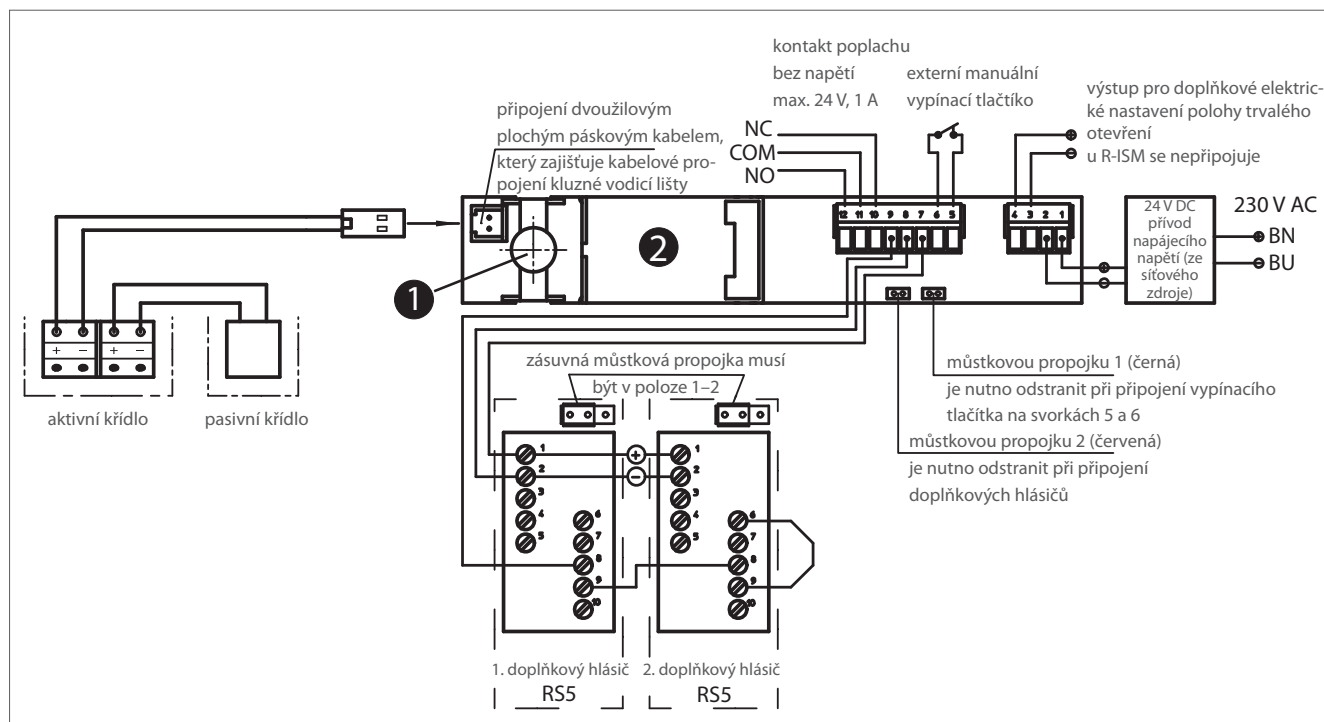 kontakt poplachu
bez napětí
max. 24 V, 1 A
externí manuální
vypínací tlačtíko
výstup pro doplňkové elektric-
ké nastavení polohy trvalého
otevření
u R-ISM se nepřipojuje
připojení dvoužilovým
plochým páskovým kabelem,
který zajišťuje kabelové pro-
pojení kluzné vodicí lišty
NC
COM
NO
12 11 10 9 8 7 6 5
4 3 2 1
24 V DC
přívod
napájecího
napětí (ze
síťového
zdroje)
230 V AC
BN
BU
1
2
+ − + −
aktivní křídlo
pasivní křídlo
zásuvná můstková propojka musí
být v poloze 1–2
můstkovou propojku 1 (černá)
je nutno odstranit při připojení vypínacího
tlačítka na svorkách 5 a 6
můstkovou propojku 2 (červená)
je nutno odstranit při připojení
doplňkových hlásičů
+
−
1
2
3
4
5
6
7
8
9
10
1
2
3
4
5
6
7
8
9
10
1. doplňkový hlásič
RS5
2. doplňkový hlásič
RS5